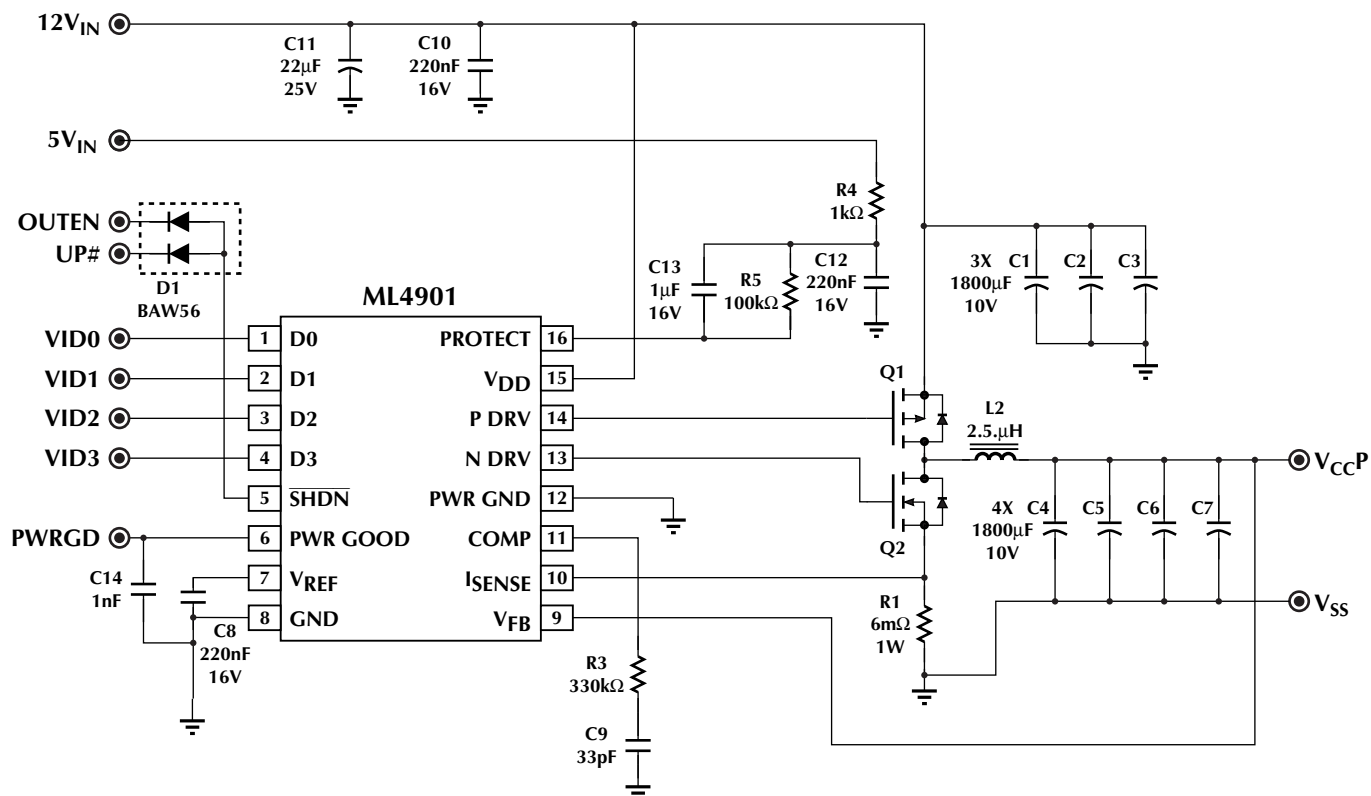 12VIN
C11
22μF
25V
C10
220nF
16V
5VIN
R4
1kΩ
OUTEN
UP#
D1
BAW56
C13
1μF
16V
R5
100kΩ
C12
220nF
16V
3X
1800μF
10V
C1
C2
C3
ML4901
VID0
1
D0
PROTECT
16
VID1
2
D1
VDD
15
VID2
3
D2
P DRV
14
VID3
4
D3
N DRV
13
5
SHDN
PWR GND
12
PWRGD
6
PWR GOOD
COMP
11
7
VREF
ISENSE
10
8
GND
VFB
9
C14
1nF
C8
220nF
16V
Q1
Q2
L2
2.5.μH
VCCP
4X
1800μF
10V
C4
C5
C6
C7
VSS
R1
6mΩ
1W
R3
330kΩ
C9
33pF